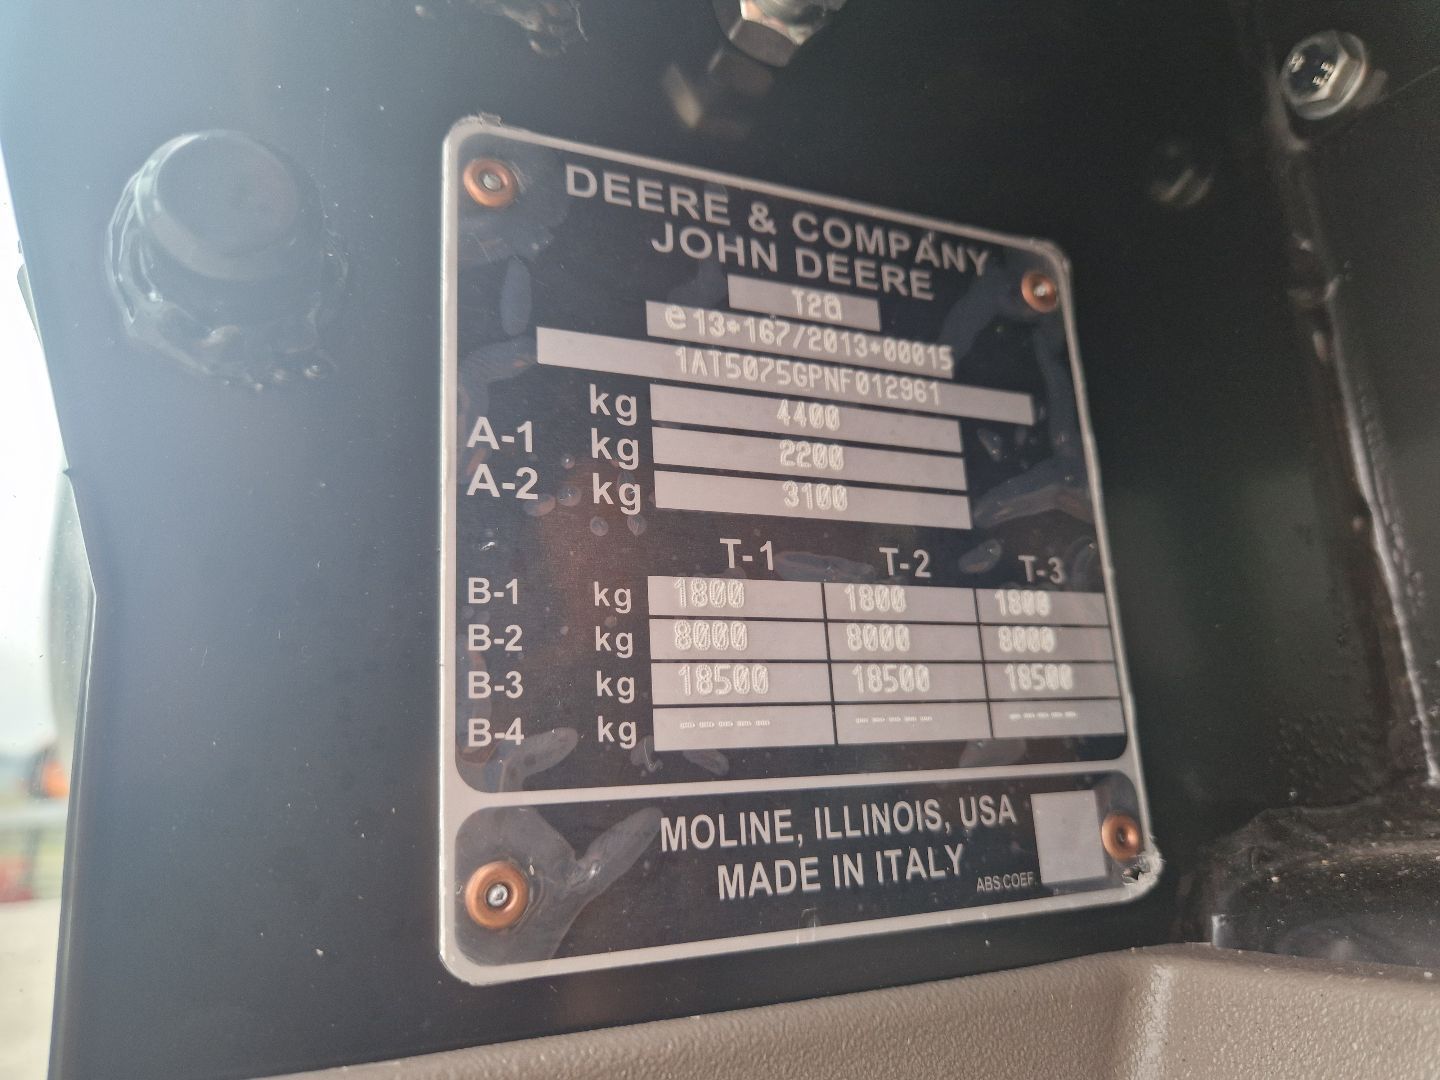 DEERE & COMPANY
JOHN DEERE
T2a
e13*167/2013*00015
1AT5075GPNF012961
kg 4400
A-1 kg 2200
A-2 kg 3100
T-1 T-2 T-3
B-1 kg 1800 1800 1800
B-2 kg 8000 8000 8000
B-3 kg 18500 18500 18500
B-4 kg ----- ----- -----
MOLINE, ILLINOIS, USA
MADE IN ITALY
ABS.COEF.